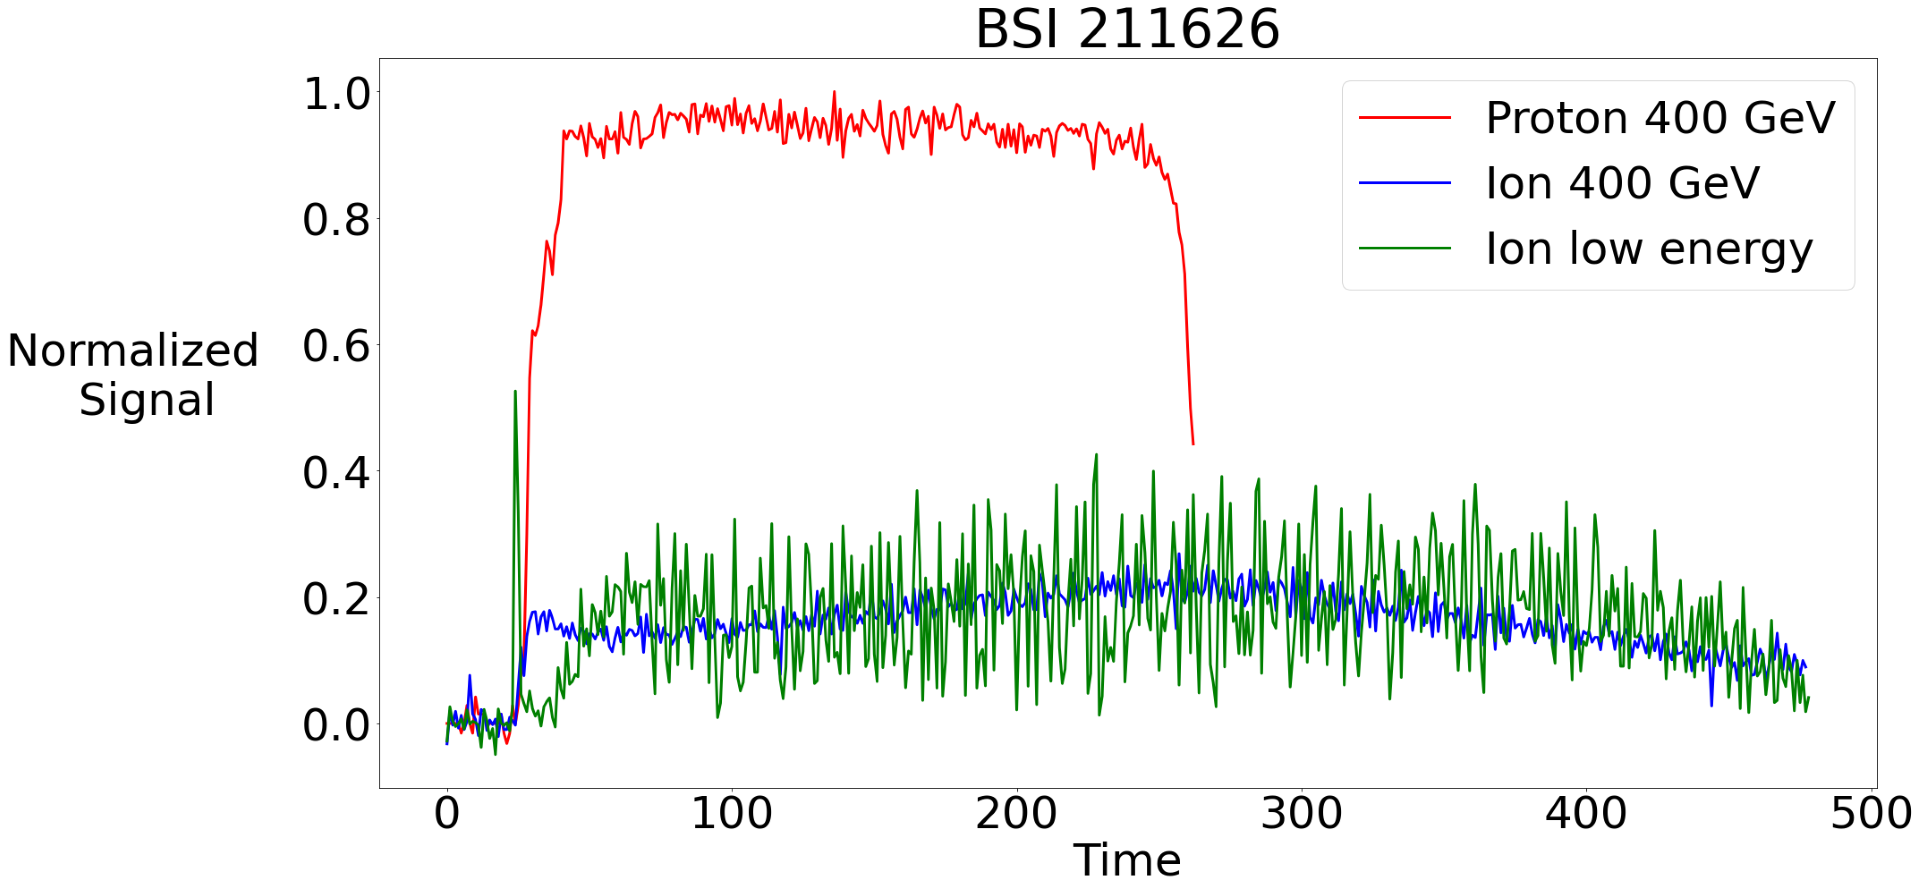 BSI 211626
1.0
0.8
0.6
0.4
0.2
0.0
Normalized
Signal
Proton 400 GeV
Ion 400 GeV
Ion low energy
0 100 200 300 400 500
Time